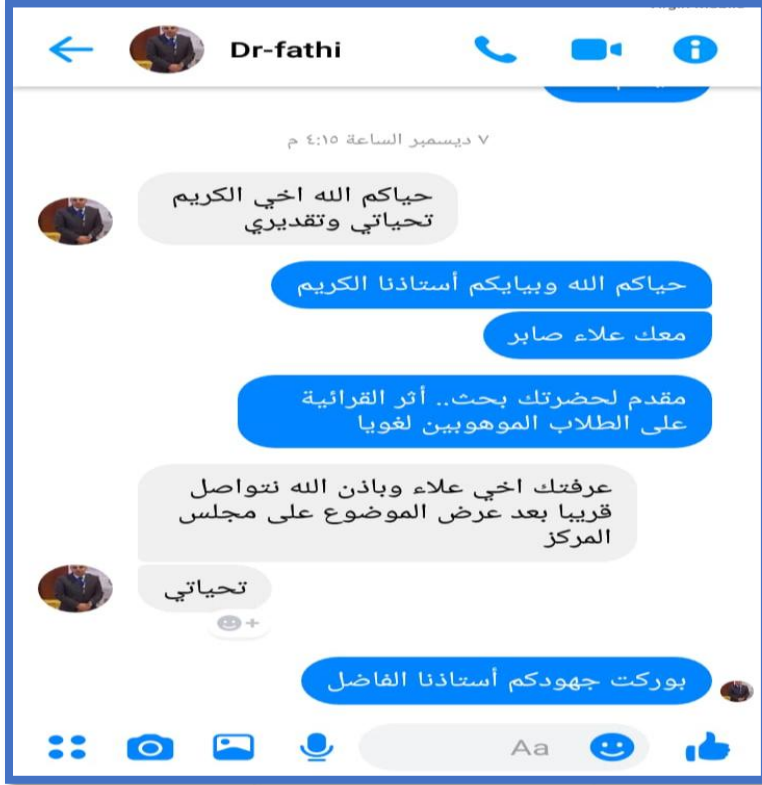 Dr-fathi
٧ ديسمبر الساعة ٤:١٥ م
حياكم الله اخي الكريم
تحياتي وتقديري
حياكم الله وبيايكم أستاذنا الكريم
معك علاء صابر
مقدم لحضرتك بحث.. أثر القرائية
على الطلاب الموهوبين لغويا
عرفتك اخي علاء وباذن الله نتواصل
قريبا بعد عرض الموضوع على مجلس
المركز
تحياتي
بوركت جهودكم أستاذنا الفاضل
Aa